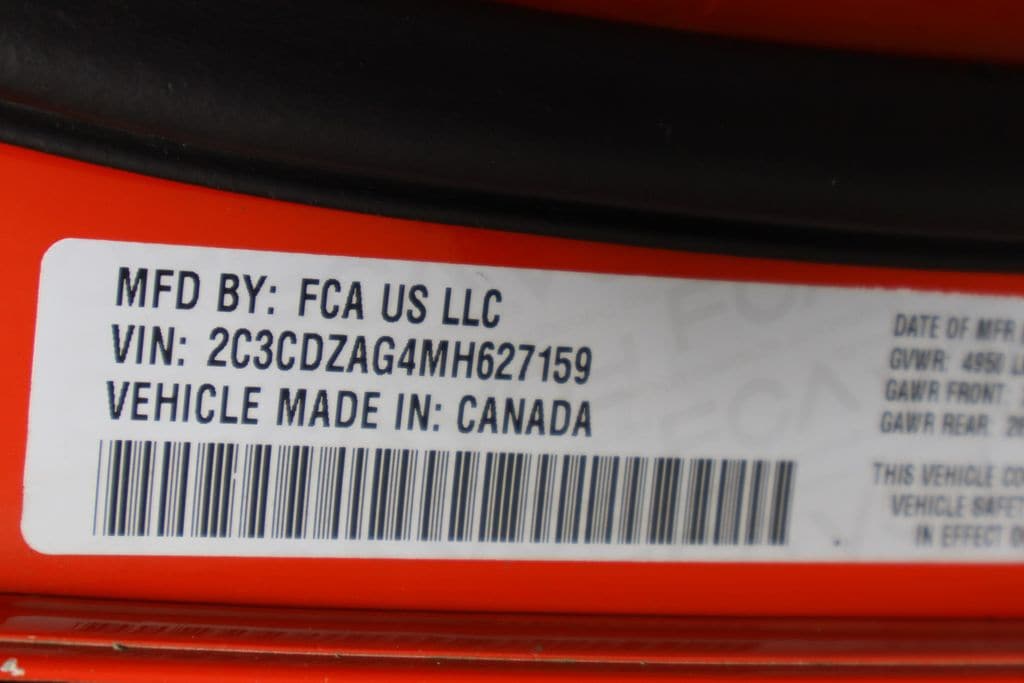 MFD BY: FCA US LLC
VIN: 2C3CDZAG4MH627159
VEHICLE MADE IN: CANADA
DATE OF MFR
GVWR: 4950
GAWR FRONT:
GAWR REAR
THIS VEHICLE
VEHICLE
IN EFFECT